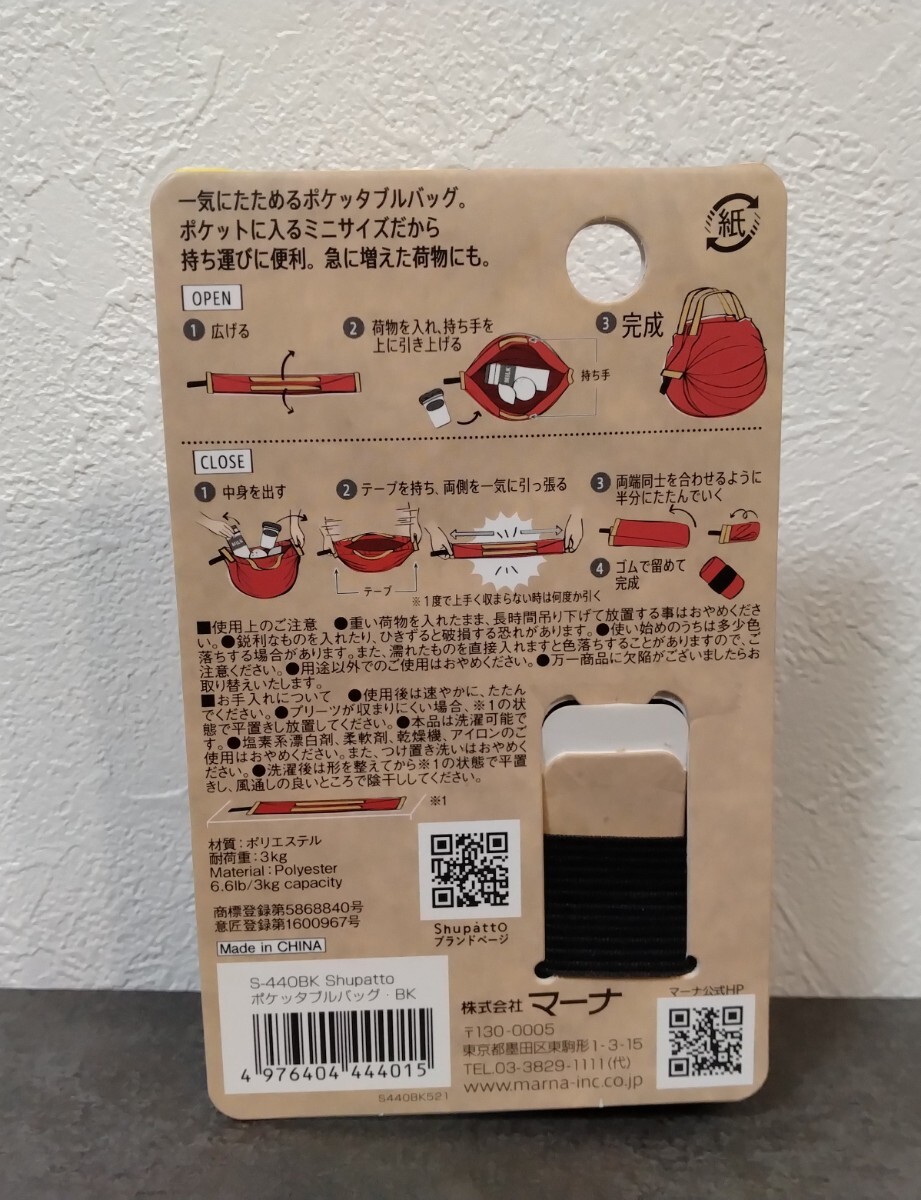 一気にたためるポケッタブルバッグ。
ポケットに入るミニサイズだから
持ち運びに便利。急に増えた荷物にも。
紙
OPEN
1 広げる
2 荷物を入れ、持ち手を
上に引き上げる
MILK
持ち手
3 完成
CLOSE
1 中身を出す
2 テープを持ち、両側を一気に引っ張る
テープ
※1度で上手く収まらない時は何度か引く
3 両端同士を合わせるように
半分にたたんでいく
4 ゴムで留めて
完成
■使用上のご注意 ●重い荷物を入れたまま、長時間吊り下げて放置する事はおやめくださ
い。●鋭利なものを入れたり、ひきずると破損する恐れがあります。●使い始めのうちは多少色
落ちする場合があります。また、濡れたものを直接入れますと色落ちすることがありますので、ご
注意ください。●用途以外でのご使用はおやめください。●万一商品に欠陥がございましたらお
取り替えいたします。
■お手入れについて ●使用後は速やかに、たたん
でください。●プリーツが収まりにくい場合、※1の状
態で平置きし放置してください。●本品は洗濯可能で
す。●塩素系漂白剤、柔軟剤、乾燥機、アイロンのご
使用はおやめください。また、つけ置き洗いはおやめく
ださい。●洗濯後は形を整えてから※1の状態で平置
きし、風通しの良いところで陰干ししてください。
※1
材質:ポリエステル
耐荷重:3kg
Material:Polyester
6.6lb/3kg capacity
商標登録第5868840号
意匠登録第1600967号
Made in CHINA
Shupatto
ブランドページ
S-440BK Shupatto
ポケッタブルバッグ・BK
4 976404 444015
S440BK521
株式会社 マーナ
〒130-0005
東京都墨田区東駒形1-3-15
TEL.03-3829-1111(代)
www.marna-inc.co.jp
マーナ公式HP